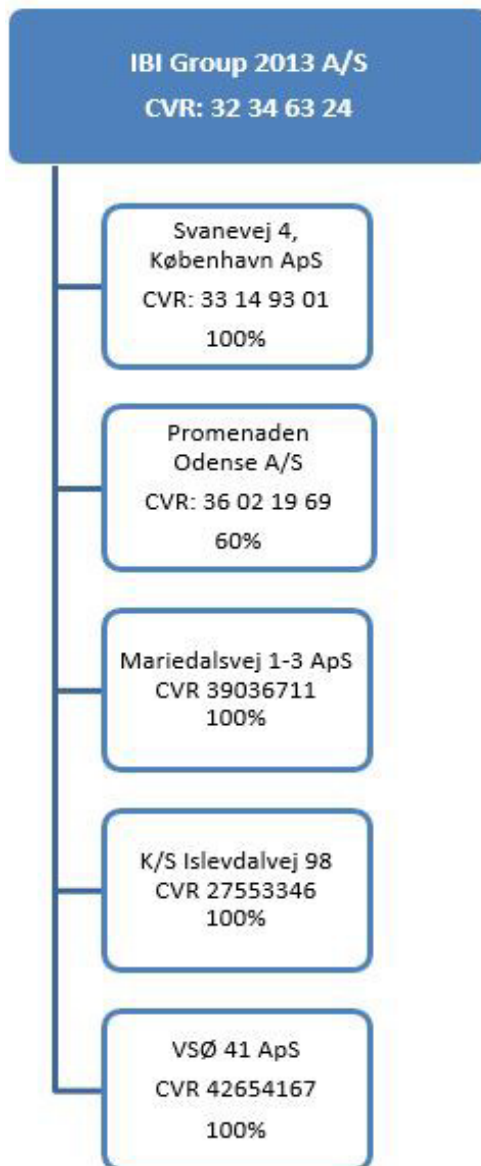 IBI Group 2013 A/S
CVR: 32 34 63 24
Svanevej 4,
København ApS
CVR: 33 14 93 01
100%
Promenaden
Odense A/S
CVR: 36 02 19 69
60%
Mariedalsvej 1-3 ApS
CVR 39036711
100%
K/S Islevdalvej 98
CVR 27553346
100%
VSØ 41 ApS
CVR 42654167
100%